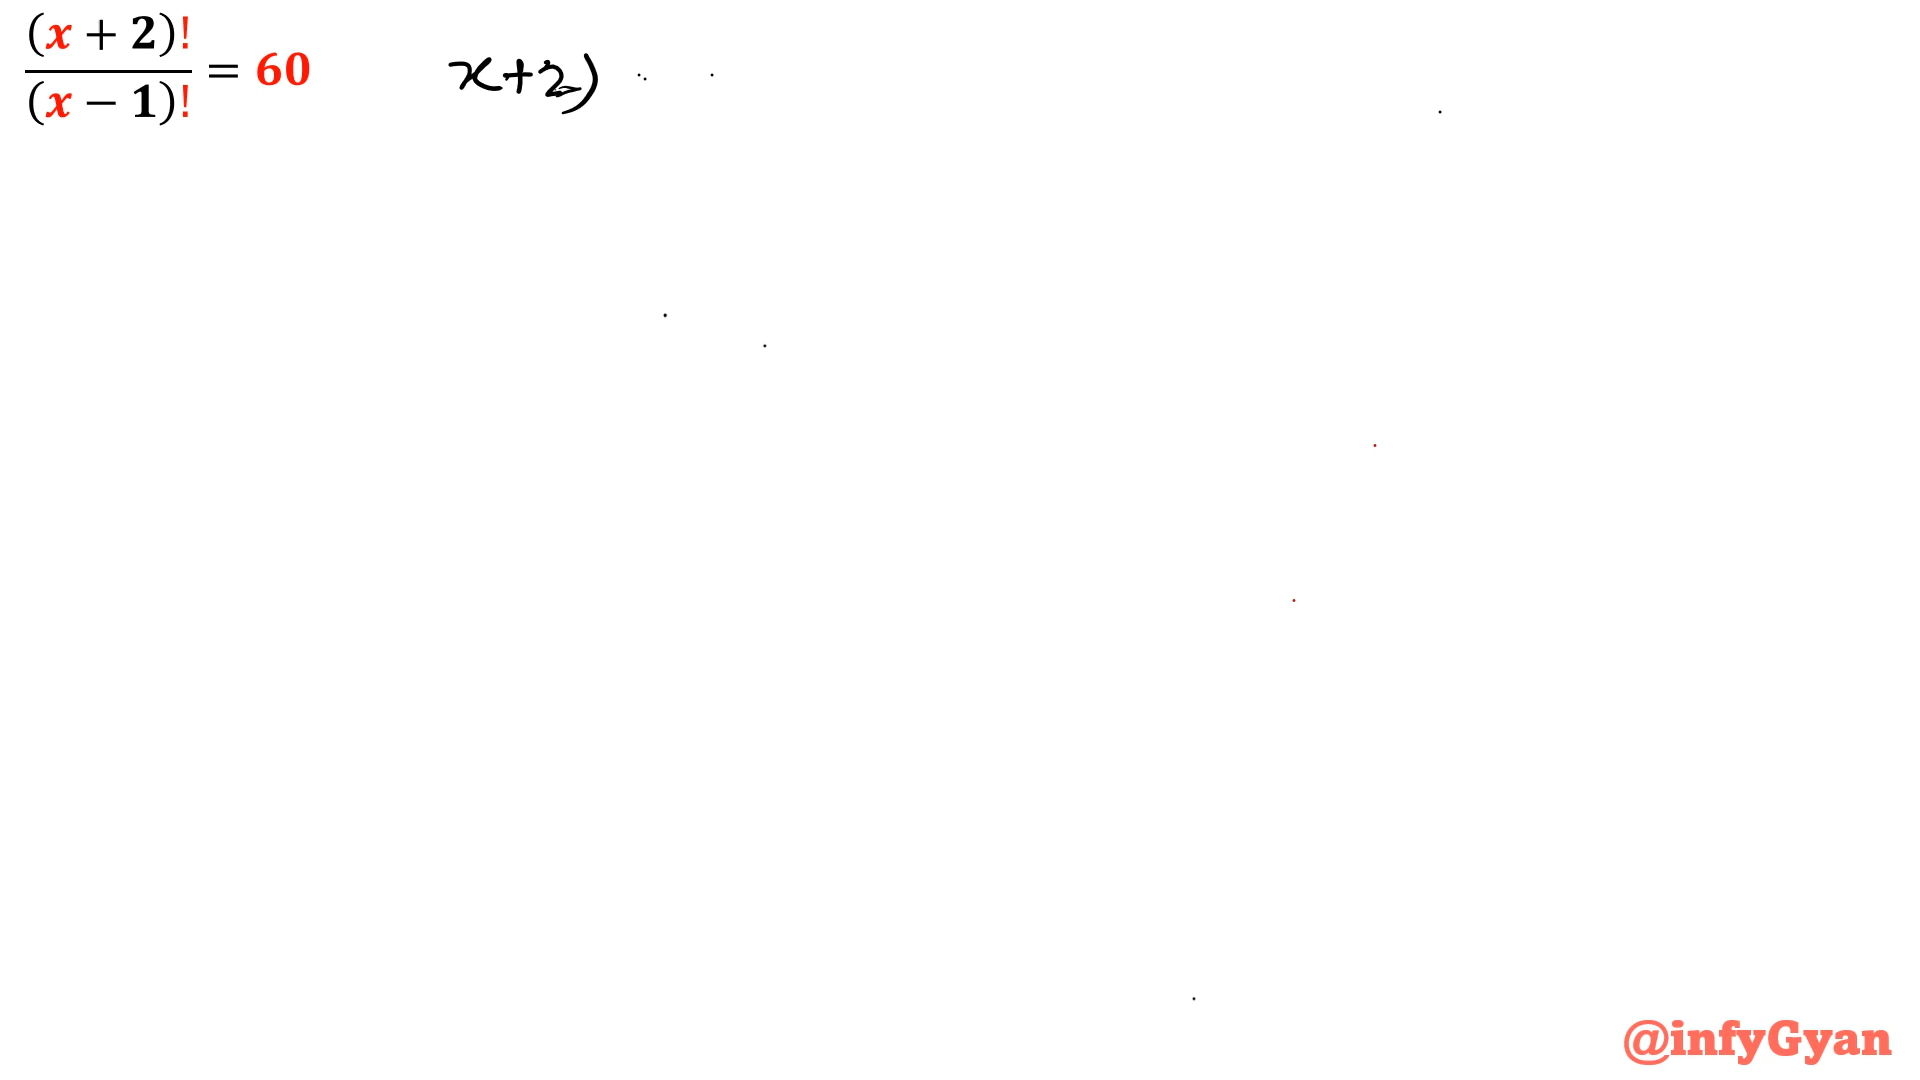 (x + 2)!
(x − 1)!
= 60
x+2)
@infyGyan